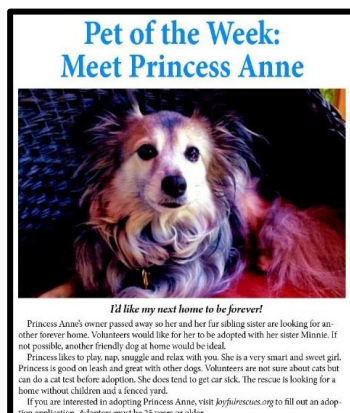 Pet of the Week:
Meet Princess Anne
I'd like my next home to be forever!
Princess Anne's owner passed away so her and her fur sibling sister are looking for an-
other forever home. Volunteers would like for her to be adopted with her sister Minnie. If
not possible, another friendly dog at home would be ideal.
Princess likes to play, nap, snuggle and relax with you. She is a very smart and sweet girl.
Princess is good on leash and great with other dogs. Volunteers are not sure about cats but
can do a cat test before adoption. She does tend to get car sick. The rescue is looking for a
home without children and a fenced yard.
If you are interested in adopting Princess Anne, visit Joyfulrescues.org to fill out an adop-
tion application. Adopters must be 25 years or older.